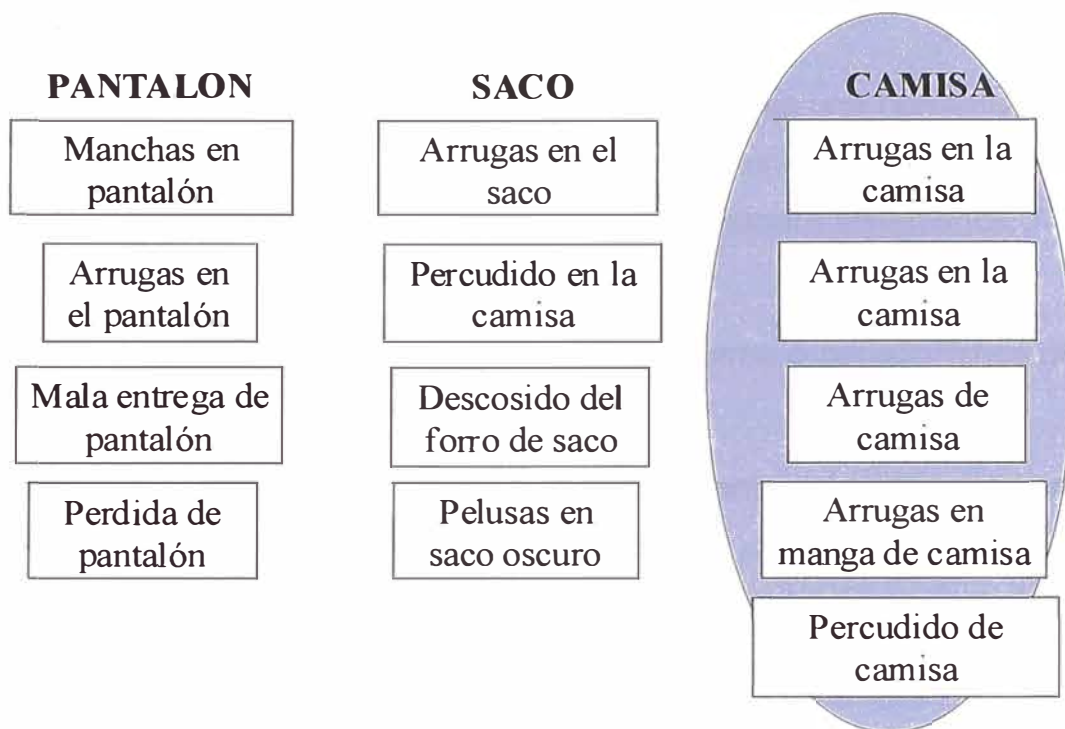 PANTALON
Manchas en
pantalón
Arrugas en
el pantalón
Mala entrega de
pantalón
Perdida de
pantalón
SACO
Arrugas en el
saco
Percudido en la
camisa
Descosido del
forro de saco
Pelusas en
saco oscuro
CAMISA
Arrugas en la
camisa
Arrugas en la
camisa
Arrugas de
camisa
Arrugas en
manga de camisa
Percudido de
camisa